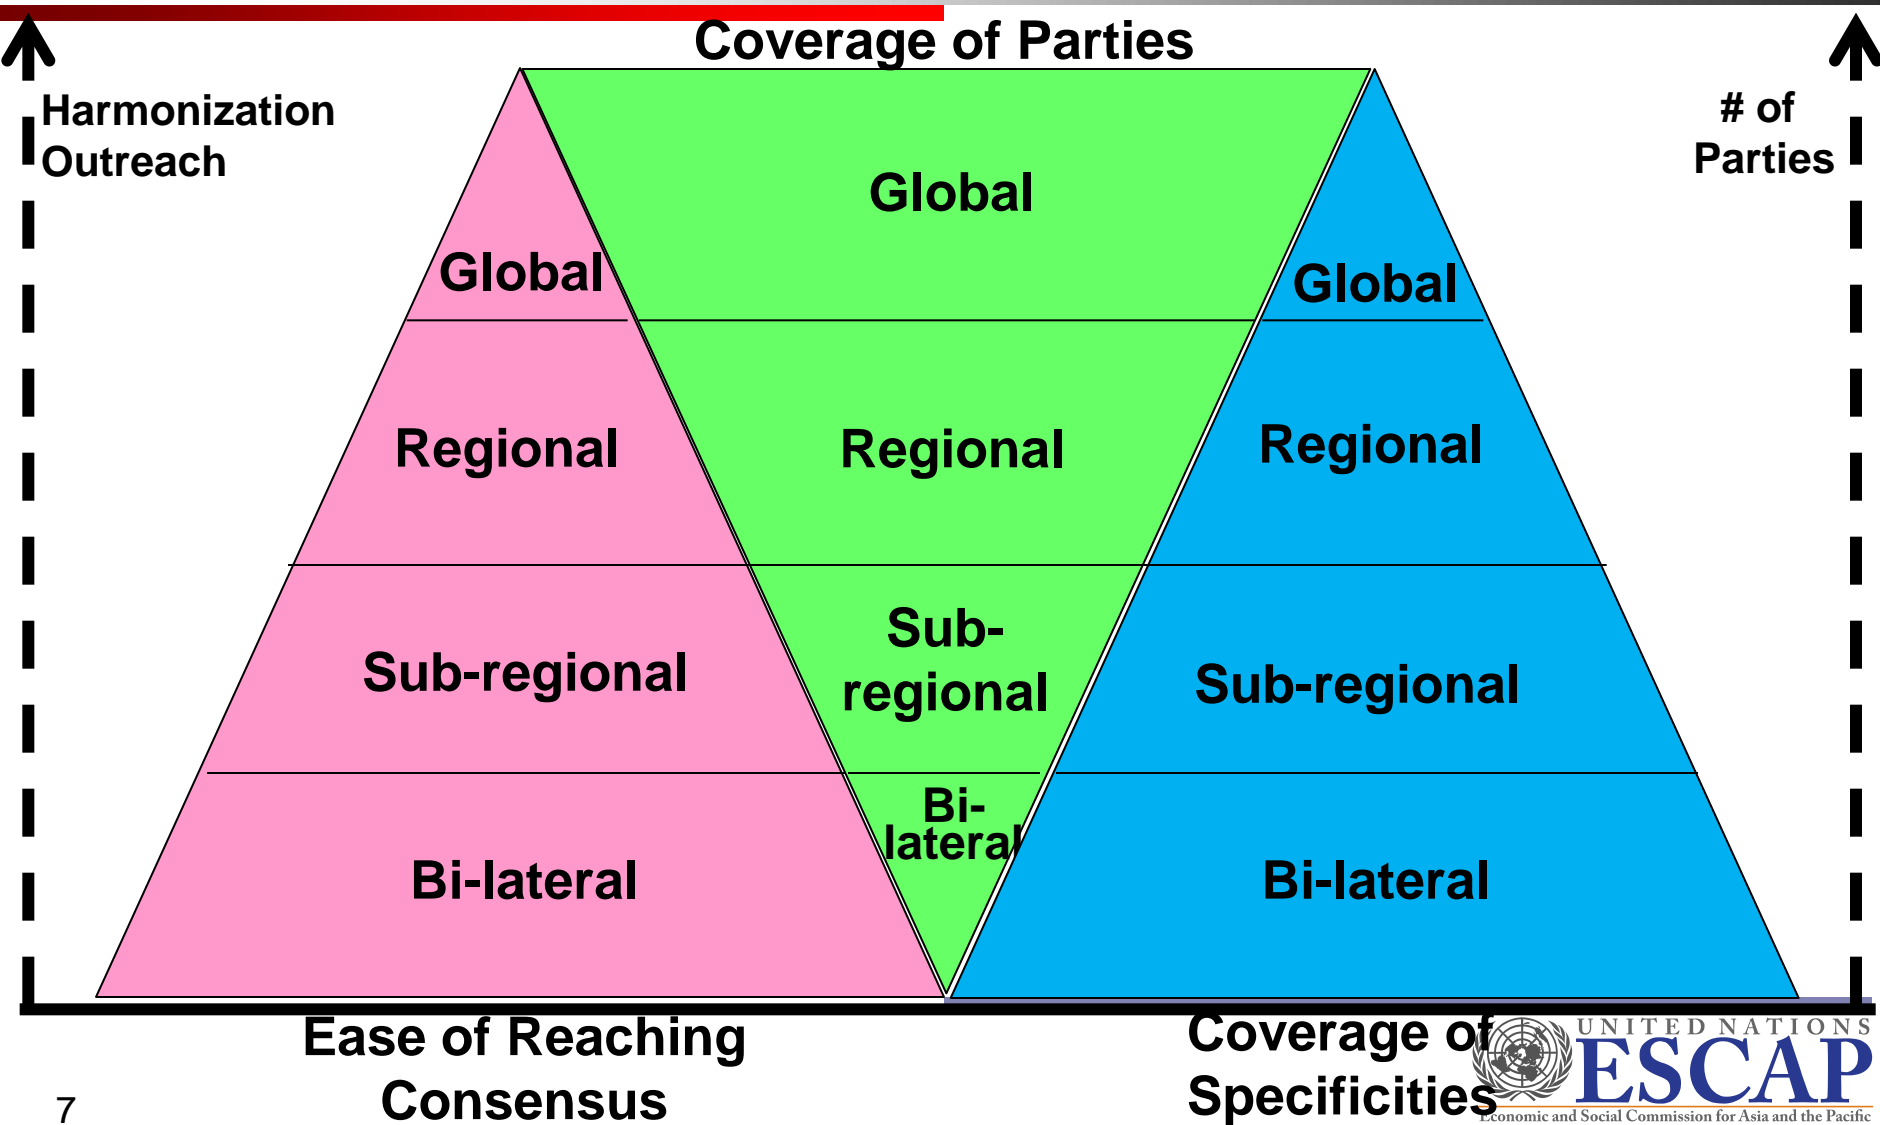 Coverage of Parties
Harmonization
Outreach
# of
Parties
Global
Global
Global
Regional
Regional
Regional
Sub-regional
Sub-
regional
Sub-regional
Bi-lateral
Bi-
lateral
Bi-lateral
Ease of Reaching
Consensus
Coverage of
Specificities
UNITED NATIONS
ESCAP
Economic and Social Commission for Asia and the Pacific
7